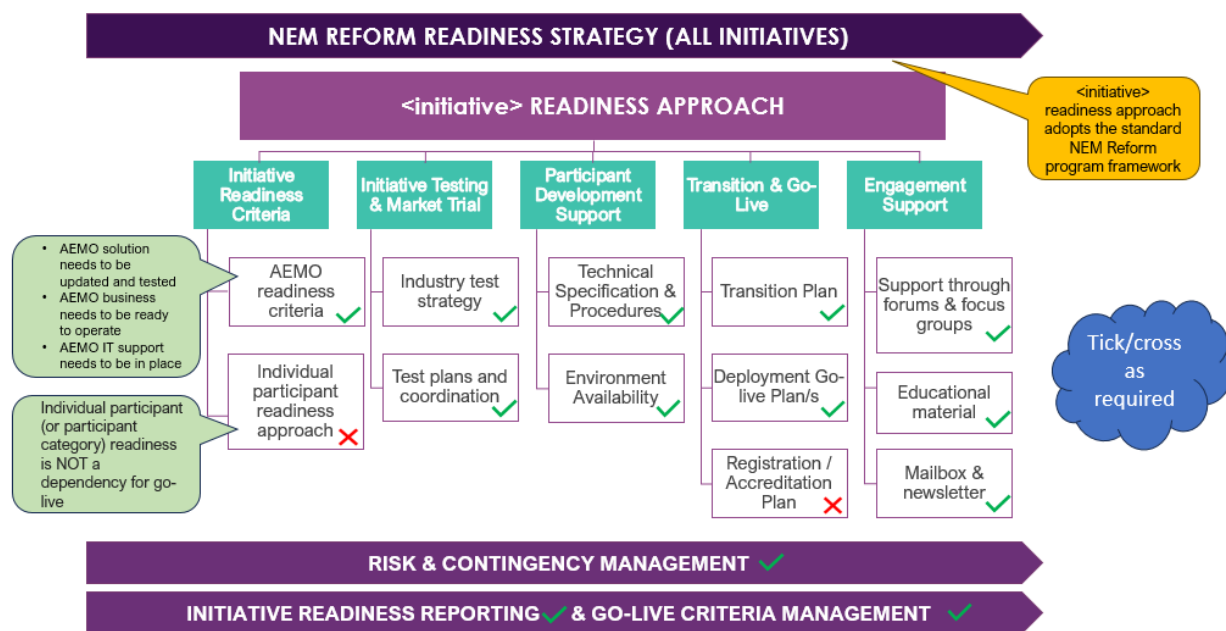 NEM REFORM READINESS STRATEGY (ALL INITIATIVES)
<initiative> READINESS APPROACH
<initiative>
readiness approach
adopts the standard
NEM Reform
program framework
Initiative
Readiness
Criteria
Initiative Testing
& Market Trial
Participant
Development
Support
Transition & Go-
Live
Engagement
Support
• AEMO solution
needs to be
updated and tested
• AEMO business
needs to be ready
to operate
• AEMO IT support
needs to be in place
AEMO
readiness
criteria
Industry test
strategy
Technical
Specification &
Procedures
Transition Plan
Support through
forums & focus
groups
Tick/cross
as
required
Individual participant
(or participant
category) readiness
is NOT a
dependency for go-
live
Individual
participant
readiness
approach
Test plans and
coordination
Environment
Availability
Deployment Go-
live Plan/s
Educational
material
Registration /
Accreditation
Plan
Mailbox &
newsletter
RISK & CONTINGENCY MANAGEMENT
INITIATIVE READINESS REPORTING & GO-LIVE CRITERIA MANAGEMENT